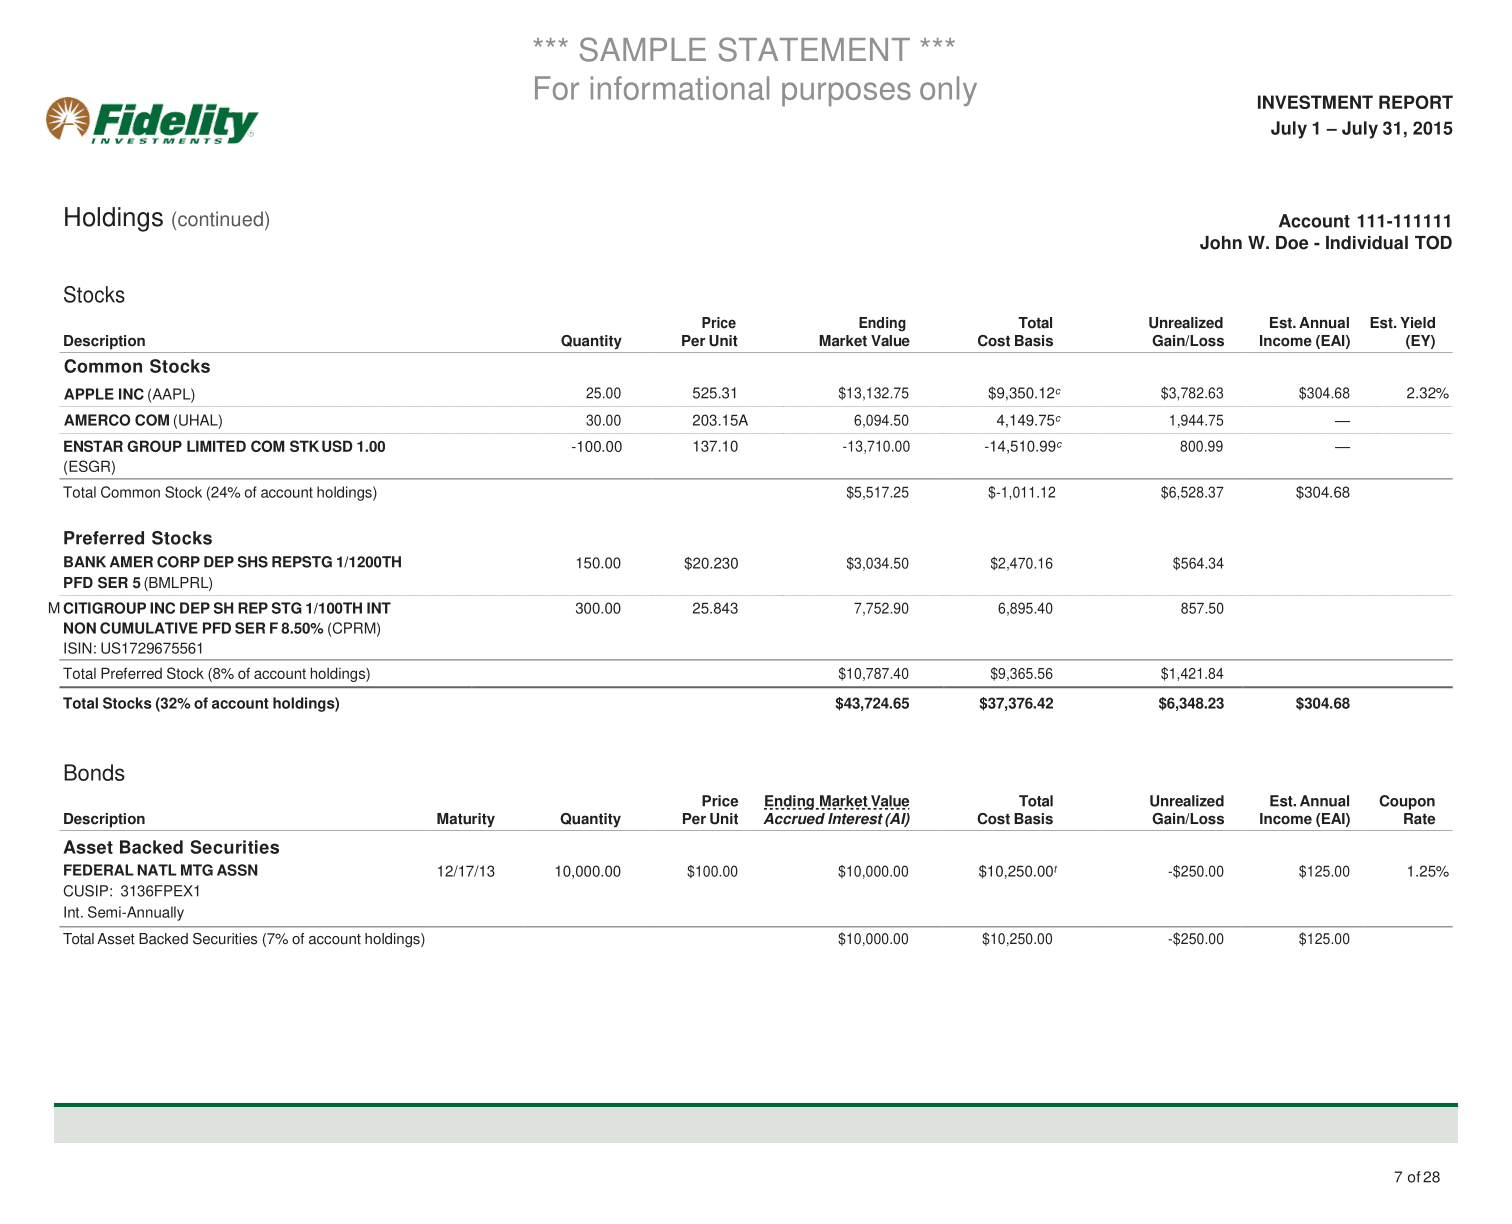 *** SAMPLE STATEMENT ***
For informational purposes only
Fidelity
INVESTMENTS
INVESTMENT REPORT
July 1 – July 31, 2015
Holdings (continued)
Account 111-111111
John W. Doe - Individual TOD
Stocks
Description Quantity Price Per Unit Ending Market Value Total Cost Basis Unrealized Gain/Loss Est. Annual Income (EAI) Est. Yield (EY)
Common Stocks
APPLE INC (AAPL) 25.00 525.31 $13,132.75 $9,350.12c $3,782.63 $304.68 2.32%
AMERCO COM (UHAL) 30.00 203.15A 6,094.50 4,149.75c 1,944.75 —
ENSTAR GROUP LIMITED COM STK USD 1.00 -100.00 137.10 -13,710.00 -14,510.99c 800.99 —
(ESGR)
Total Common Stock (24% of account holdings) $5,517.25 $-1,011.12 $6,528.37 $304.68
Preferred Stocks
BANK AMER CORP DEP SHS REPSTG 1/1200TH 150.00 $20.230 $3,034.50 $2,470.16 $564.34
PFD SER 5 (BMLPRL)
M CITIGROUP INC DEP SH REP STG 1/100TH INT 300.00 25.843 7,752.90 6,895.40 857.50
NON CUMULATIVE PFD SER F 8.50% (CPRM)
ISIN: US1729675561
Total Preferred Stock (8% of account holdings) $10,787.40 $9,365.56 $1,421.84
Total Stocks (32% of account holdings) $43,724.65 $37,376.42 $6,348.23 $304.68
Bonds
Description Maturity Quantity Price Per Unit Ending Market Value Accrued Interest (AI) Total Cost Basis Unrealized Gain/Loss Est. Annual Income (EAI) Coupon Rate
Asset Backed Securities
FEDERAL NATL MTG ASSN 12/17/13 10,000.00 $100.00 $10,000.00 $10,250.00t -$250.00 $125.00 1.25%
CUSIP: 3136FPEX1
Int. Semi-Annually
Total Asset Backed Securities (7% of account holdings) $10,000.00 $10,250.00 -$250.00 $125.00
7 of 28